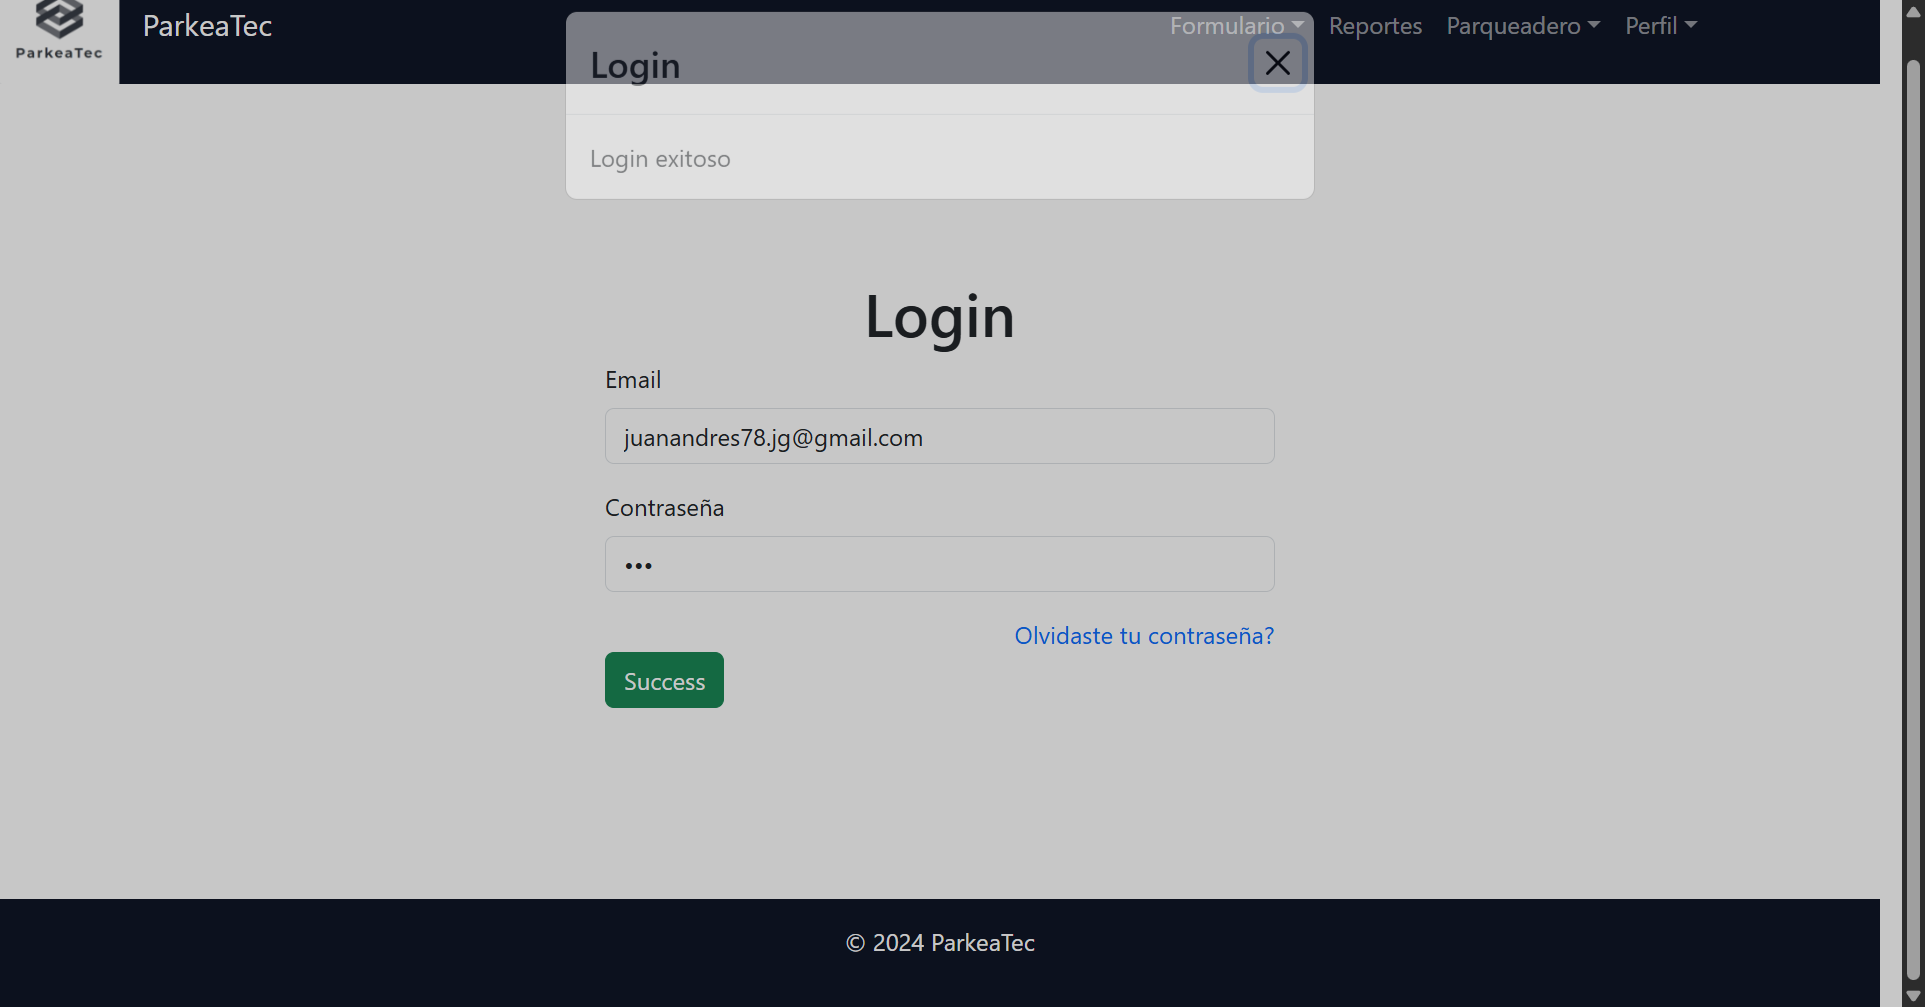 ParkeaTec
ParkeaTec Formulario Reportes Parqueadero Perfil
Login
Login exitoso
Login
Email
juanandres78.jg@gmail.com
Contraseña
•••
Olvidaste tu contraseña?
Success
© 2024 ParkeaTec